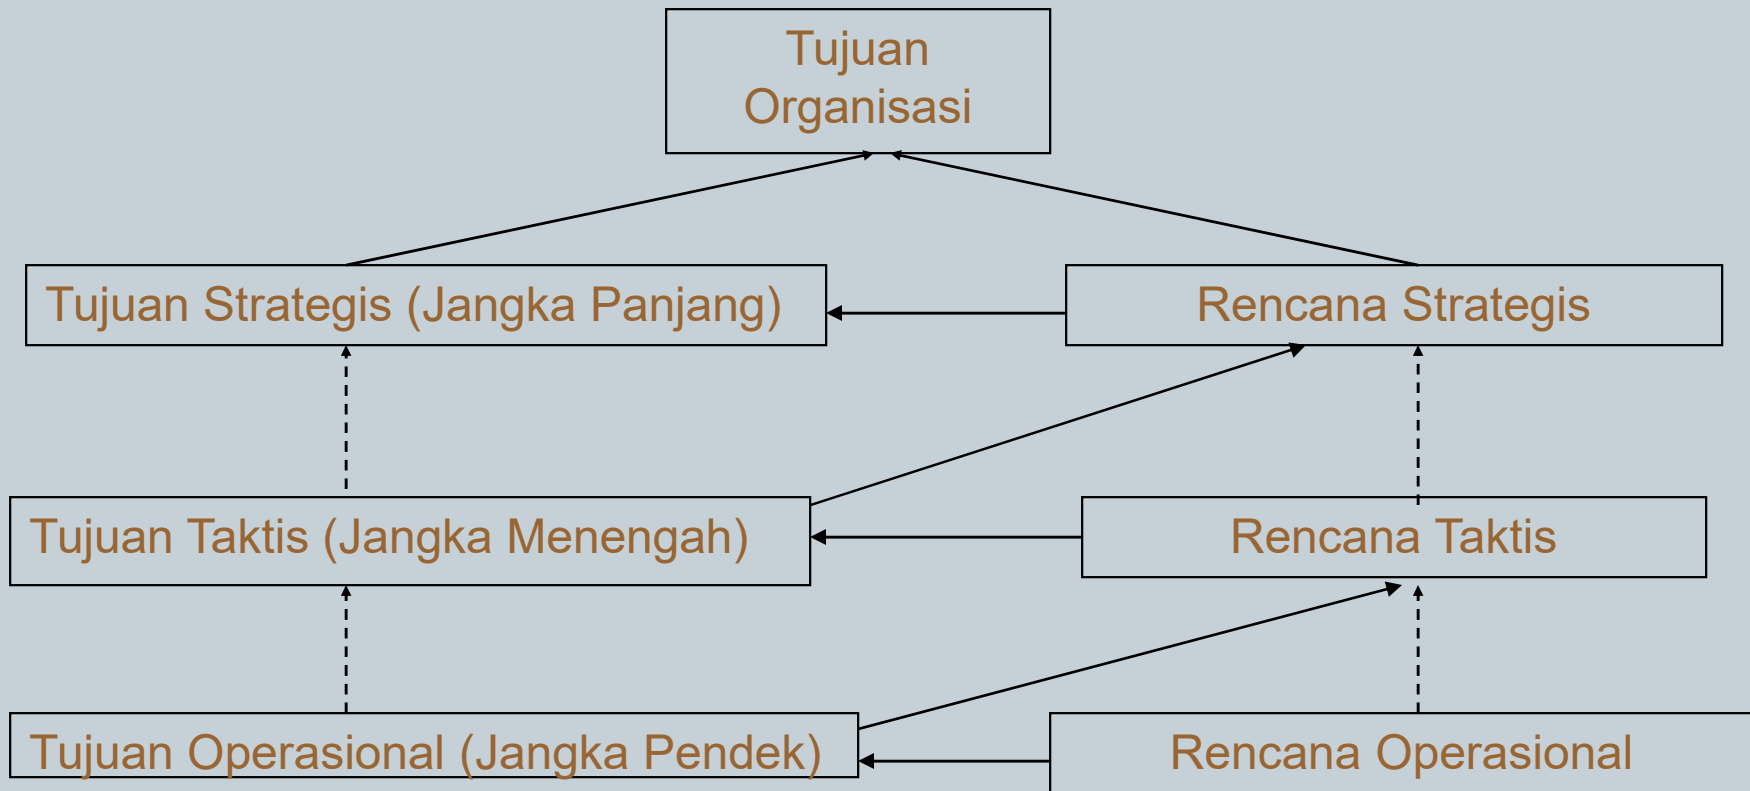 Tujuan
Organisasi
Tujuan Strategis (Jangka Panjang)
Rencana Strategis
Tujuan Taktis (Jangka Menengah)
Rencana Taktis
Tujuan Operasional (Jangka Pendek)
Rencana Operasional